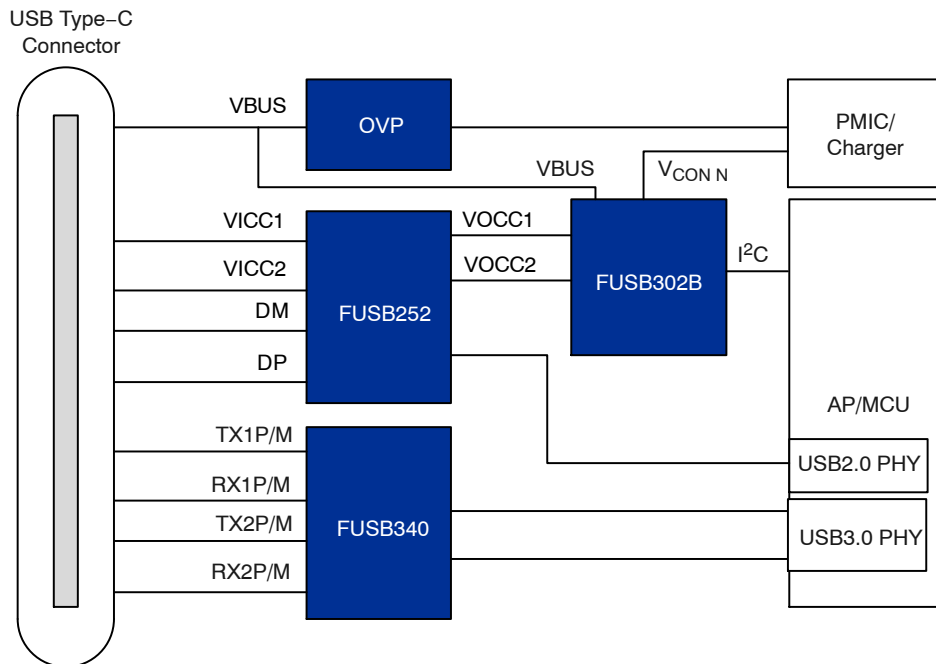 USB Type–C
Connector
VBUS
OVP
PMIC/
Charger
VBUS
VCON N
VICC1
VOCC1
VICC2
VOCC2
I²C
FUSB302B
DM
FUSB252
DP
AP/MCU
TX1P/M
USB2.0 PHY
RX1P/M
TX2P/M
FUSB340
USB3.0 PHY
RX2P/M